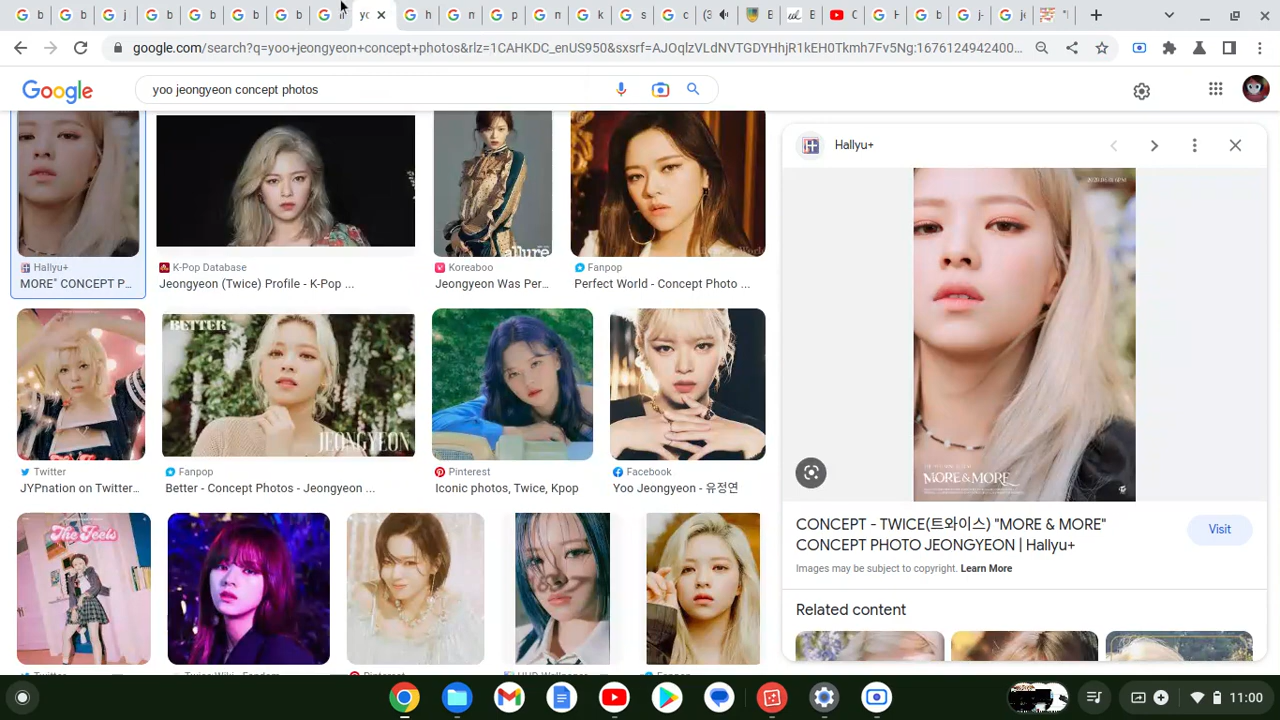 google.com/search?q=yoo+jeongyeon+concept+photos&rlz=1CAHKDC_enUS950&sxsrf=AJOqlzVLdNVTGDYHhjR1kEH0Tkmh7Fv5Ng:1676124942400...
Google
yoo jeongyeon concept photos
Hallyu+
MORE" CONCEPT P...
K-Pop Database
Jeongyeon (Twice) Profile - K-Pop ...
allure
Koreaboo
Jeongyeon Was Per...
Fanpop
Perfect World - Concept Photo ...
Twitter
JYPnation on Twitter...
BETTER
JEONGYEON
Fanpop
Better - Concept Photos - Jeongyeon ...
Pinterest
Iconic photos, Twice, Kpop
Facebook
Yoo Jeongyeon - 유정연
The Feels
Hallyu+
MORE&MORE
CONCEPT - TWICE(트와이스) "MORE & MORE"
CONCEPT PHOTO JEONGYEON | Hallyu+
Visit
Images may be subject to copyright. Learn More
Related content
11:00